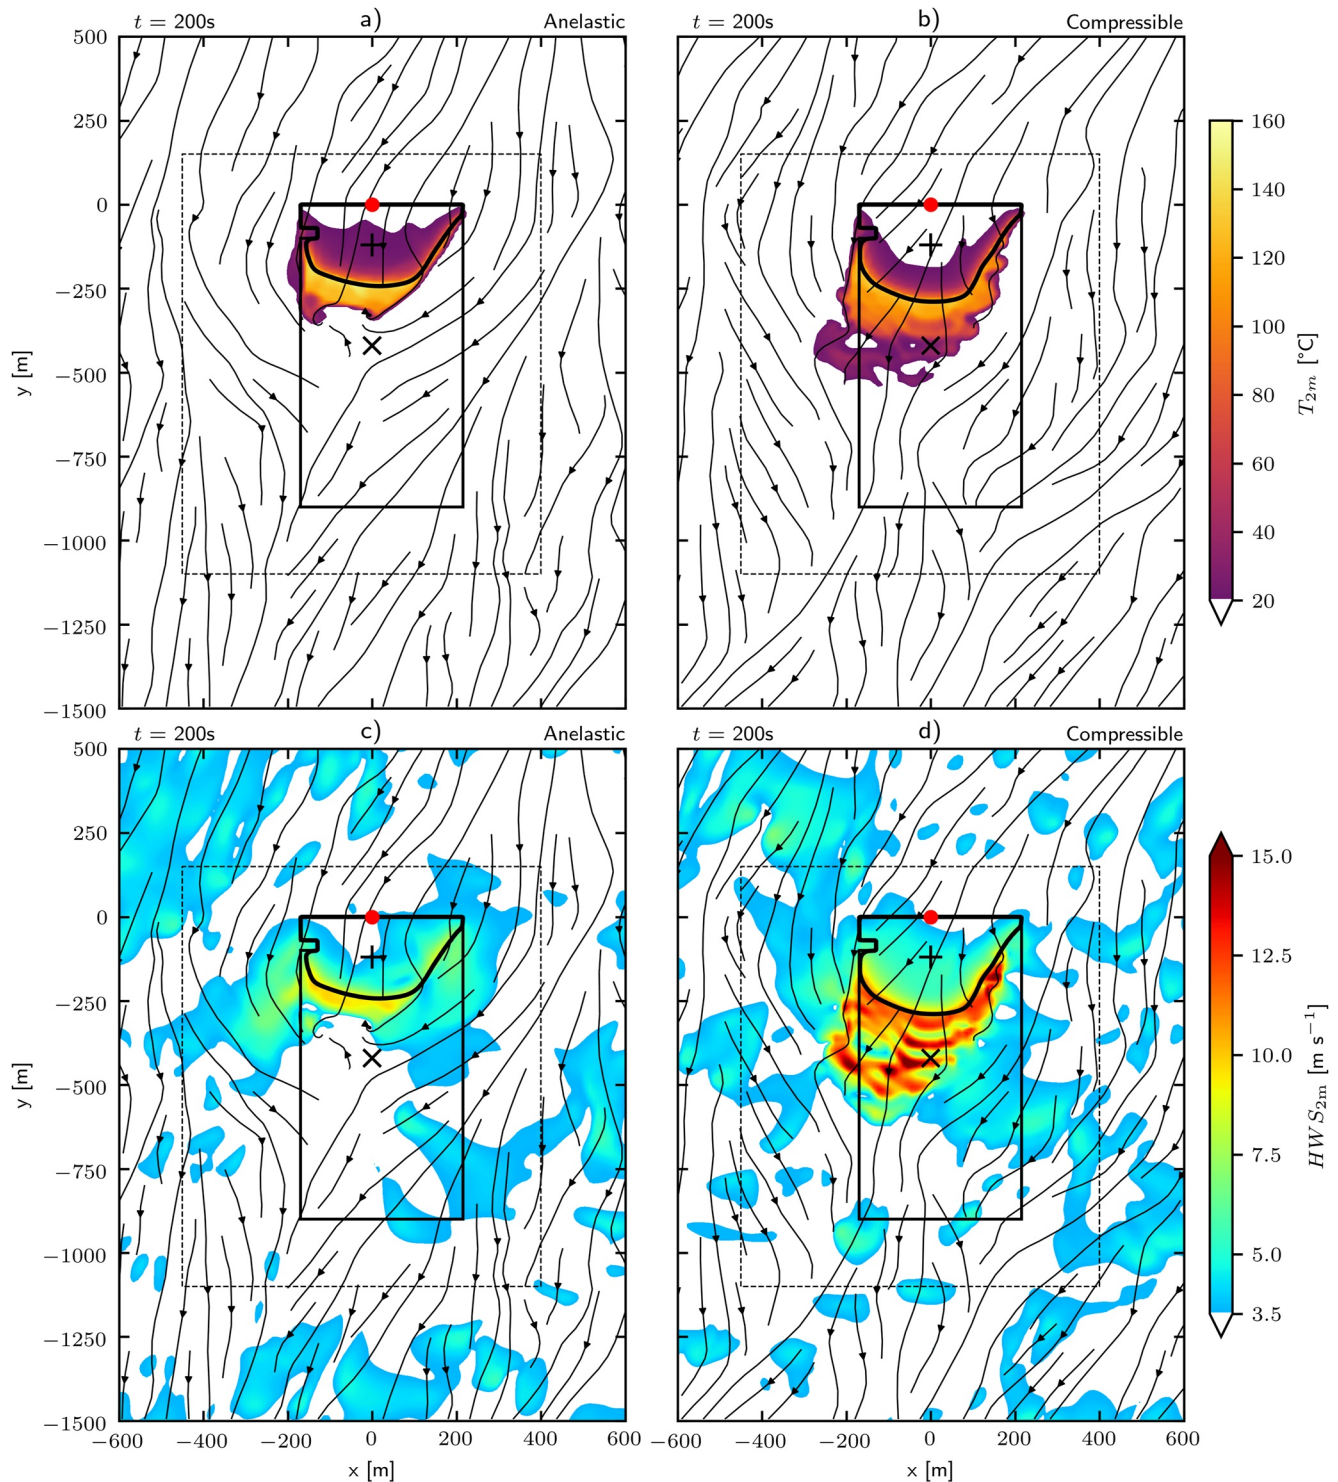 t = 200s a) Anelastic
t = 200s b) Compressible
500
250
0
−250
−500
−750
−1000
−1250
−1500
y [m]
160
140
120
100
80
60
40
20
T2m [°C]
t = 200s c) Anelastic
t = 200s d) Compressible
500
250
0
−250
−500
−750
−1000
−1250
−1500
y [m]
15.0
12.5
10.0
7.5
5.0
3.5
HWS2m [m s−1]
−600 −400 −200 0 200 400 600
−600 −400 −200 0 200 400 600
x [m]
x [m]